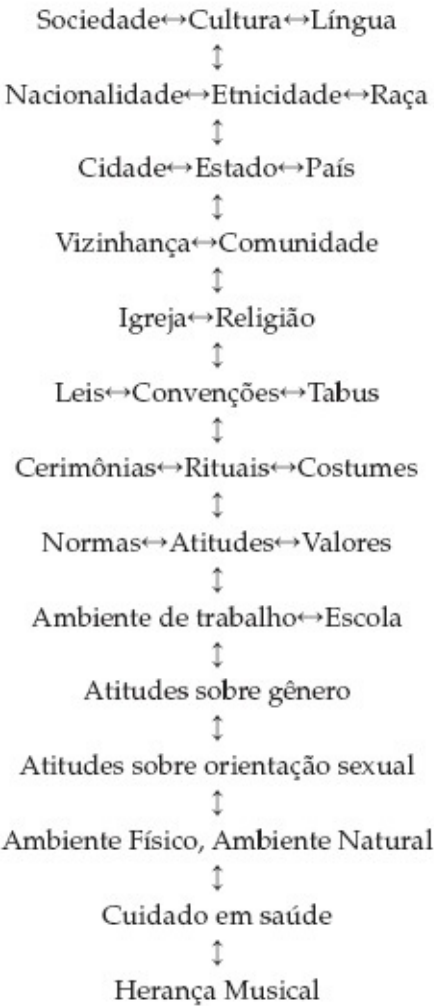 Sociedade↔Cultura↔Língua
↕
Nacionalidade↔Etnicidade↔Raça
↕
Cidade↔Estado↔País
↕
Vizinhança↔Comunidade
↕
Igreja↔Religião
↕
Leis↔Convenções↔Tabus
↕
Cerimônias↔Rituais↔Costumes
↕
Normas↔Atitudes↔Valores
↕
Ambiente de trabalho↔Escola
↕
Atitudes sobre gênero
↕
Atitudes sobre orientação sexual
↕
Ambiente Físico, Ambiente Natural
↕
Cuidado em saúde
↕
Herança Musical